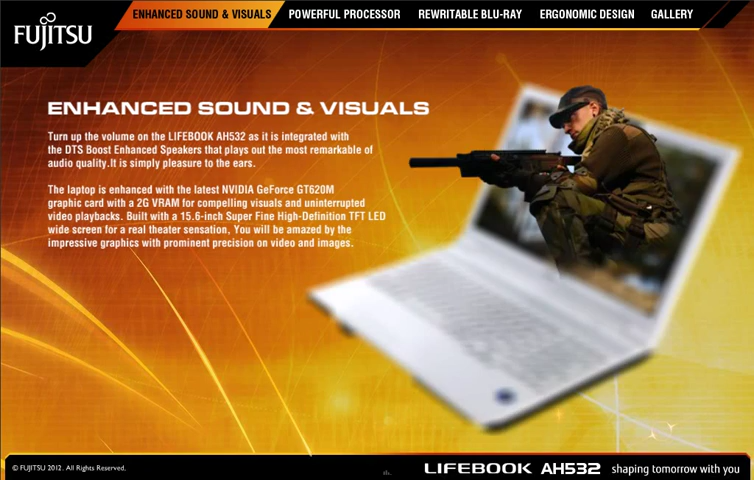 FUJITSU
ENHANCED SOUND & VISUALS
POWERFUL PROCESSOR
REWRITABLE BLU-RAY
ERGONOMIC DESIGN
GALLERY
ENHANCED SOUND & VISUALS
Turn up the volume on the LIFEBOOK AH532 as it is integrated with
the DTS Boost Enhanced Speakers that plays out the most remarkable of
audio quality.It is simply pleasure to the ears.
The laptop is enhanced with the latest NVIDIA GeForce GT620M
graphic card with a 2G VRAM for compelling visuals and uninterrupted
video playbacks. Built with a 15.6-inch Super Fine High-Definition TFT LED
wide screen for a real theater sensation, You will be amazed by the
impressive graphics with prominent precision on video and images.
© FUJITSU 2012. All Rights Reserved.
LIFEBOOK AH532 shaping tomorrow with you